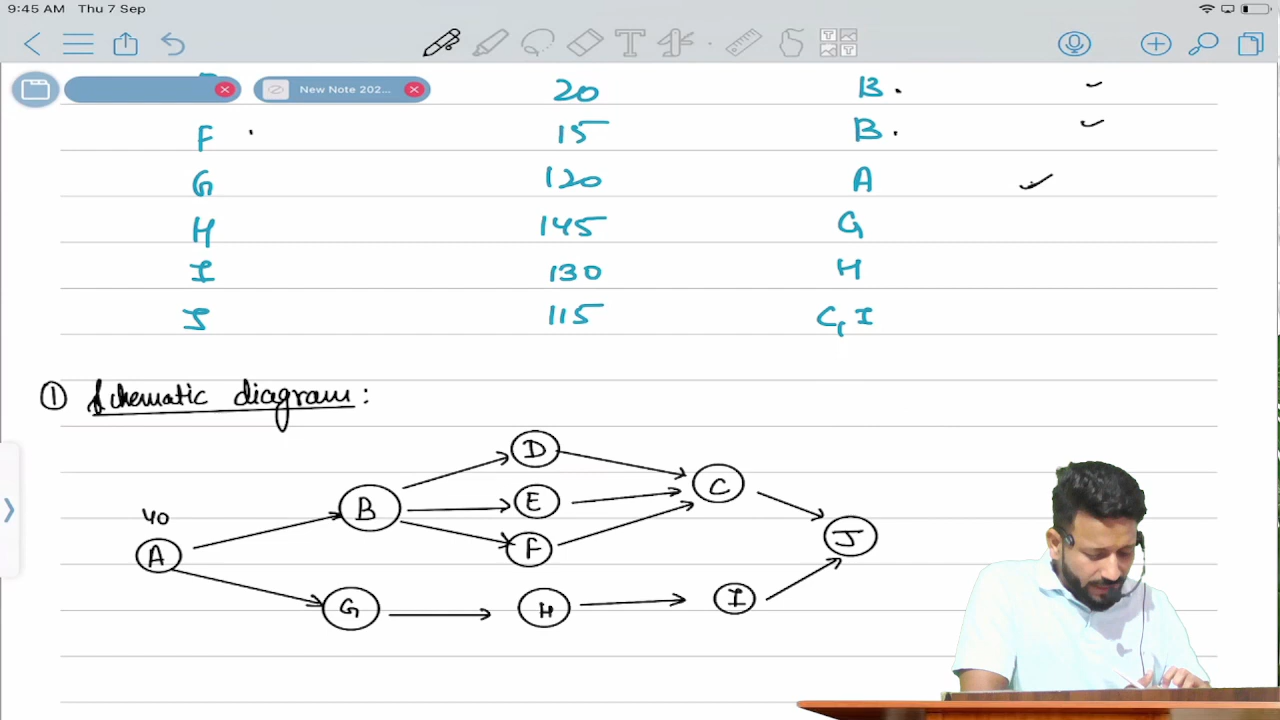 9:45 AM Thu 7 Sep
New Note 202...
20 B
F 15 B
G 120 A
H 145 G
I 130 H
J 115 C, I
① Schematic diagram:
D
C
E
B
40
J
F
A
I
G
H